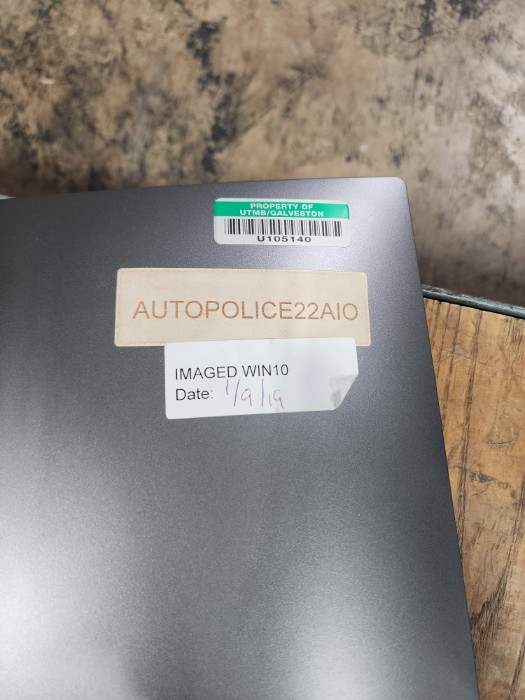 PROPERTY OF
UTMB/GALVESTON
U105140
AUTOPOLICE22AIO
IMAGED WIN10
Date: 1/9/19